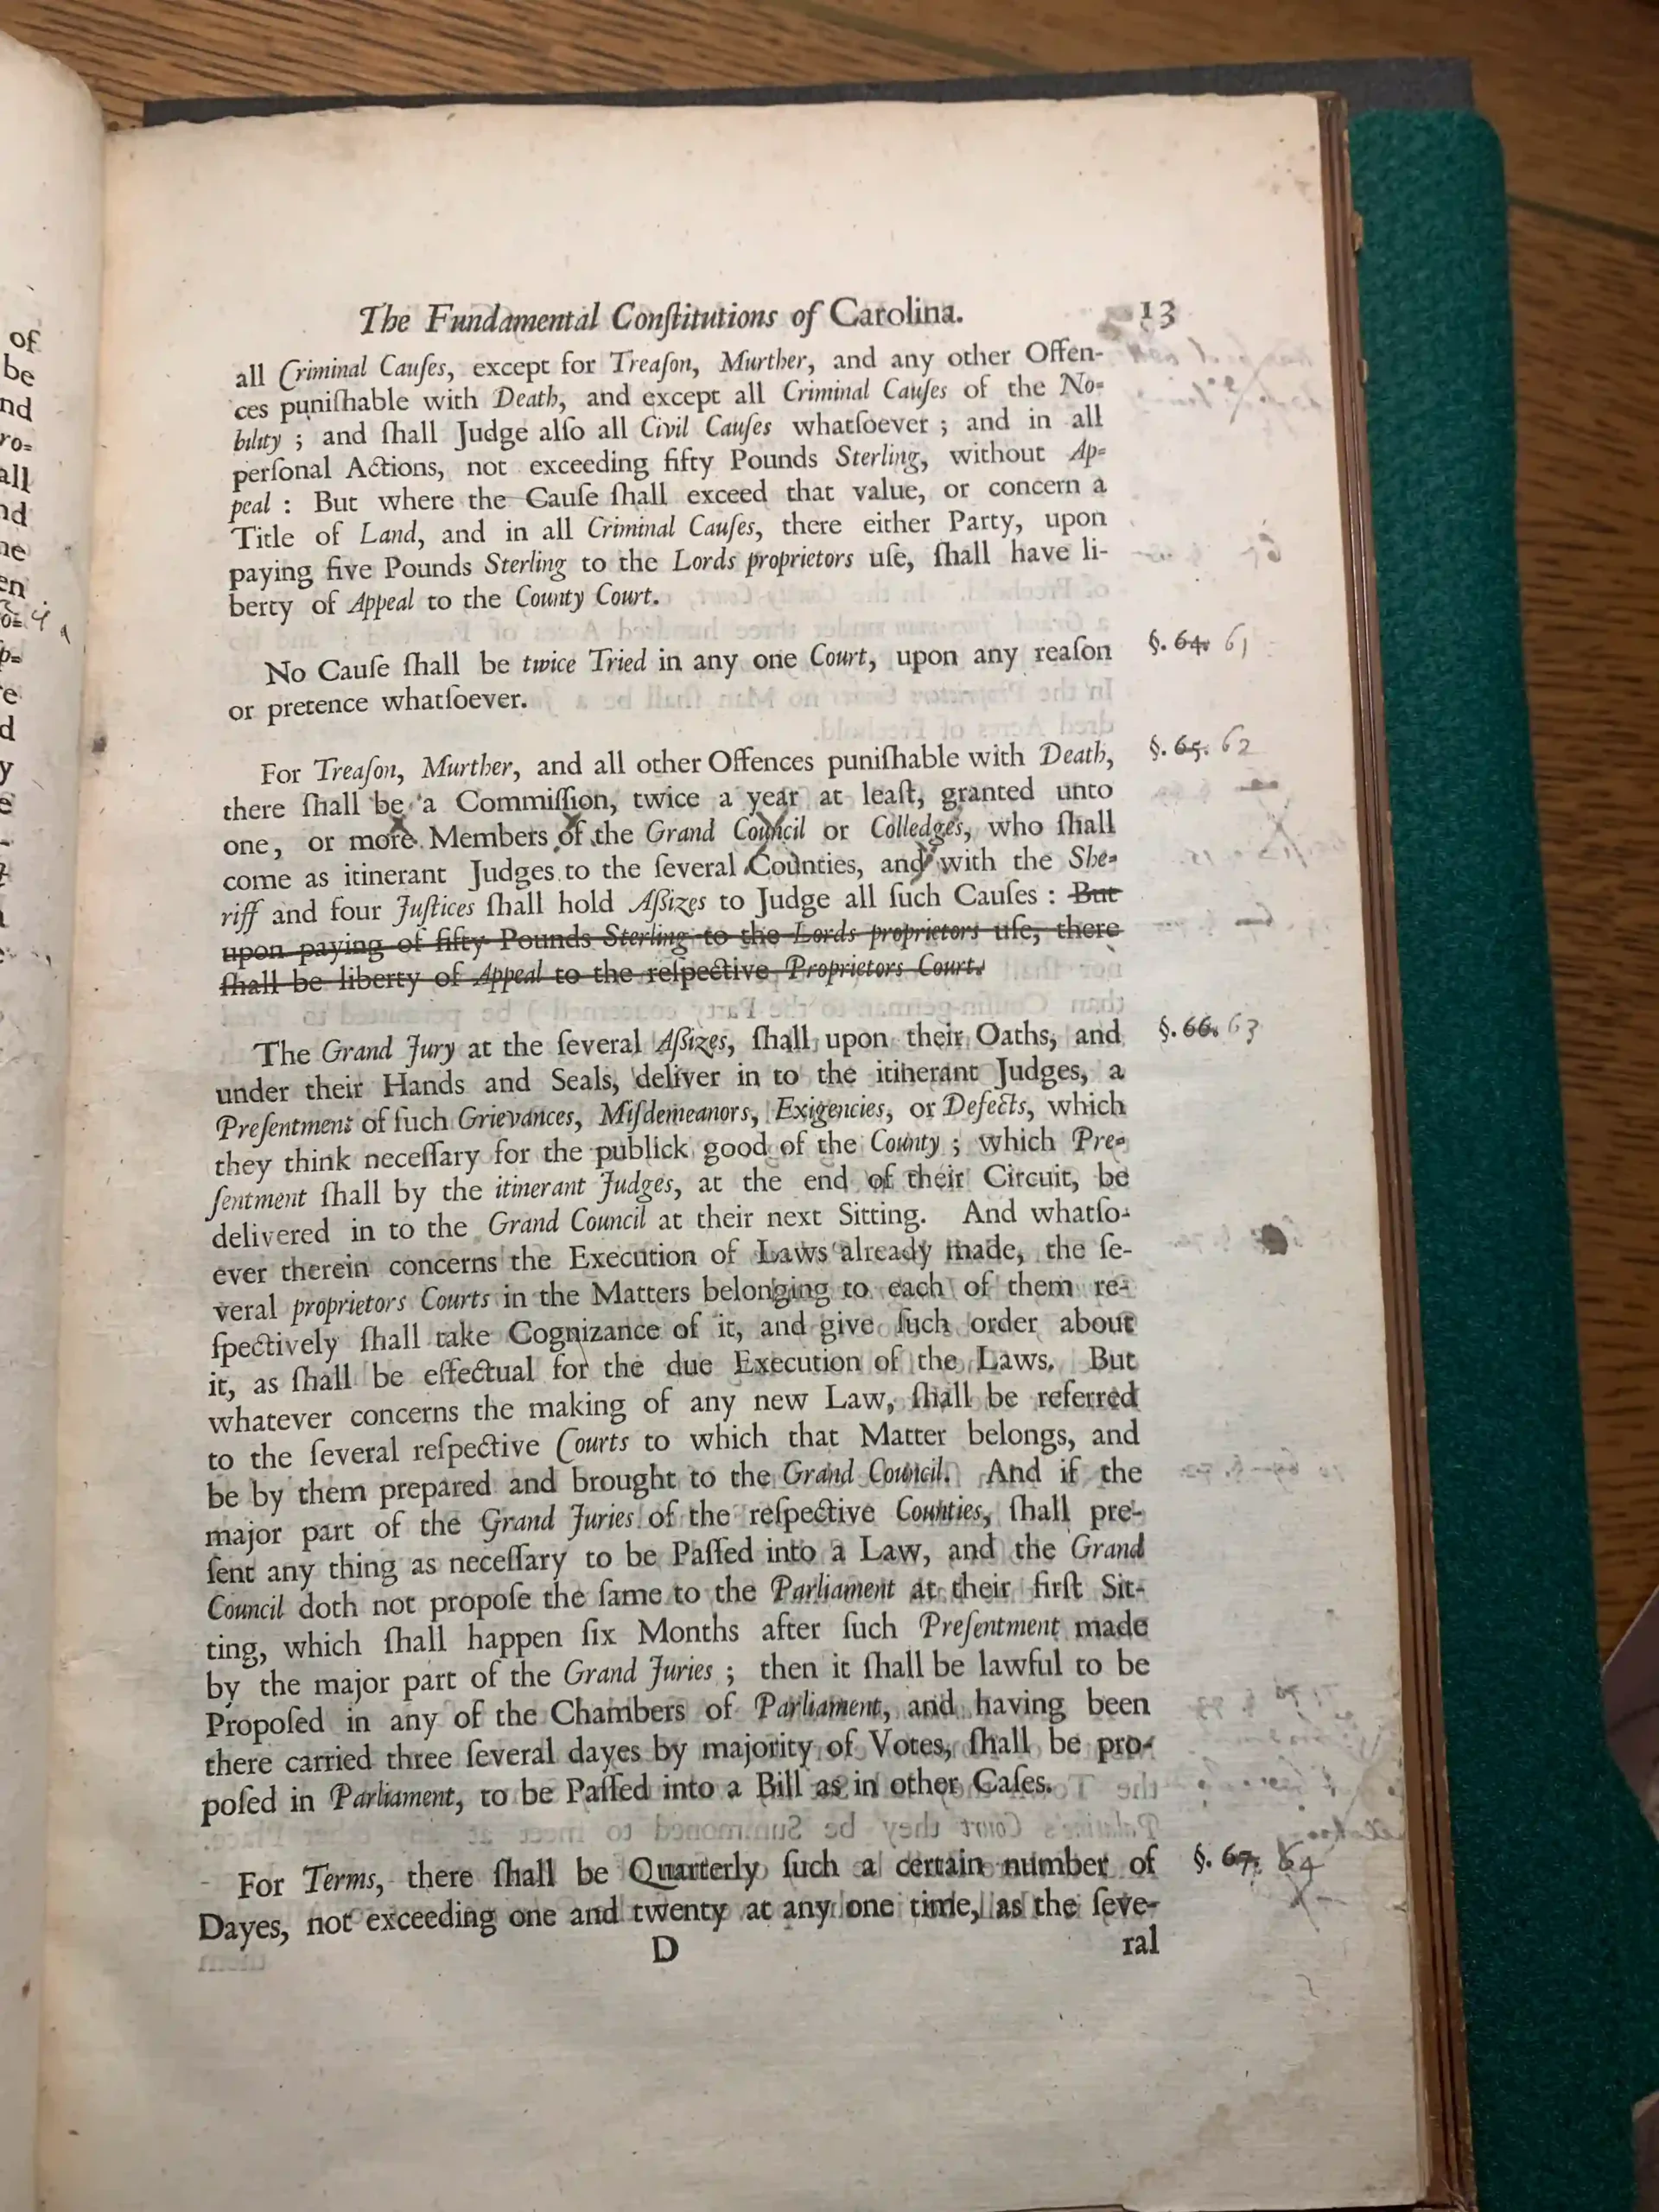 The Fundamental Conſtitutions of Carolina. 13
all Criminal Cauſes, except for Treaſon, Murther, and any other Offen-
ces puniſhable with Death, and except all Criminal Cauſes of the No-
bility ; and ſhall Judge alſo all Civil Cauſes whatſoever ; and in all
perſonal Actions, not exceeding fifty Pounds Sterling, without Ap-
peal : But where the Cauſe ſhall exceed that value, or concern a
Title of Land, and in all Criminal Cauſes, there either Party, upon
paying five Pounds Sterling to the Lords proprietors uſe, ſhall have li-
berty of Appeal to the County Court.
No Cauſe ſhall be twice Tried in any one Court, upon any reaſon §. 64. 61
or pretence whatſoever.
For Treaſon, Murther, and all other Offences puniſhable with Death, §. 65. 62
there ſhall be a Commiſſion, twice a year at leaſt, granted unto
one, or more Members of the Grand Council or Colledges, who ſhall
come as itinerant Judges to the ſeveral Counties, and with the She-
riff and four Juſtices ſhall hold Aſsizes to Judge all ſuch Cauſes : But
upon paying of fifty Pounds Sterling to the Lords proprietors uſe, there
ſhall be liberty of Appeal to the reſpective Proprietors Court.
The Grand Jury at the ſeveral Aſsizes, ſhall upon their Oaths, and §. 66. 63
under their Hands and Seals, deliver in to the itinerant Judges, a
Preſentment of ſuch Grievances, Miſdemeanors, Exigencies, or Defects, which
they think neceſſary for the publick good of the County ; which Pre-
ſentment ſhall by the itinerant Judges, at the end of their Circuit, be
delivered in to the Grand Council at their next Sitting. And whatſo-
ever therein concerns the Execution of Laws already made, the ſe-
veral proprietors Courts in the Matters belonging to each of them re-
ſpectively ſhall take Cognizance of it, and give ſuch order about
it, as ſhall be effectual for the due Execution of the Laws. But
whatever concerns the making of any new Law, ſhall be referred
to the ſeveral reſpective Courts to which that Matter belongs, and
be by them prepared and brought to the Grand Council. And if the
major part of the Grand Juries of the reſpective Counties, ſhall pre-
ſent any thing as neceſſary to be Paſſed into a Law, and the Grand
Council doth not propoſe the ſame to the Parliament at their firſt Sit-
ting, which ſhall happen ſix Months after ſuch Preſentment made
by the major part of the Grand Juries ; then it ſhall be lawful to be
Propoſed in any of the Chambers of Parliament, and having been
there carried three ſeveral dayes by majority of Votes, ſhall be pro-
poſed in Parliament, to be Paſſed into a Bill as in other Caſes.
For Terms, there ſhall be Quarterly ſuch a certain number of §. 67. 64
Dayes, not exceeding one and twenty at any one time, as the ſeve-
D ral